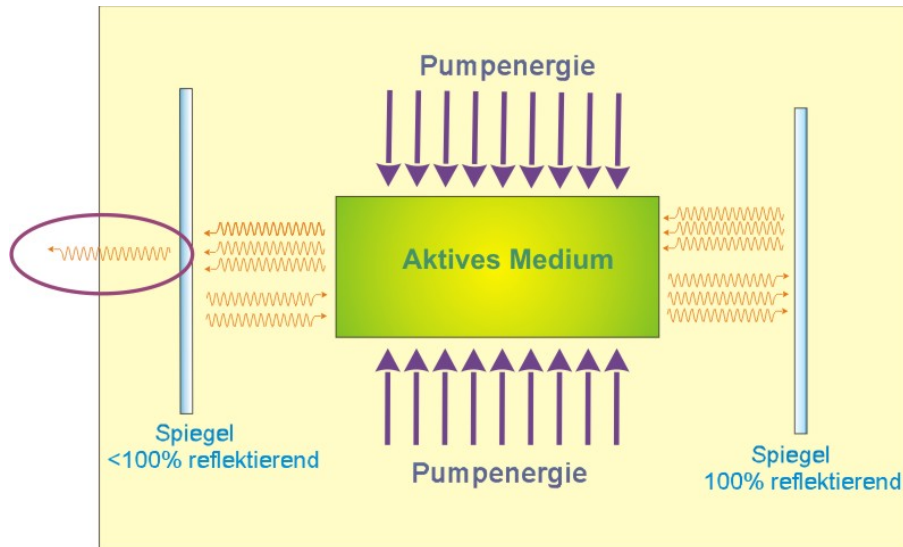 Pumpenergie
Aktives Medium
Spiegel
<100% reflektierend
Pumpenergie
Spiegel
100% reflektierend